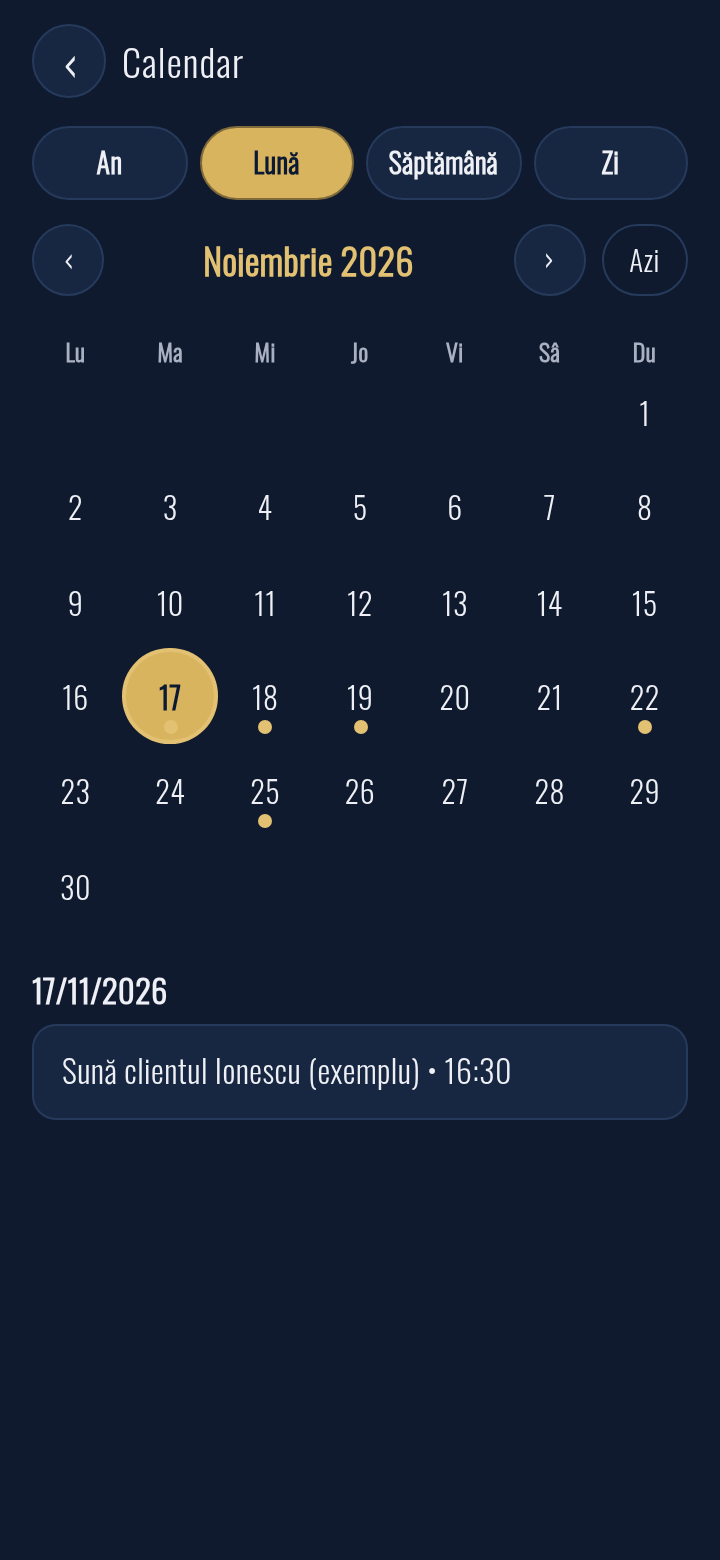 ‹ Calendar
An Lună Săptămână Zi
‹ Noiembrie 2026 › Azi
Lu Ma Mi Jo Vi Sâ Du
1
2 3 4 5 6 7 8
9 10 11 12 13 14 15
16 17 18 19 20 21 22
23 24 25 26 27 28 29
30
17/11/2026
Sună clientul Ionescu (exemplu) • 16:30